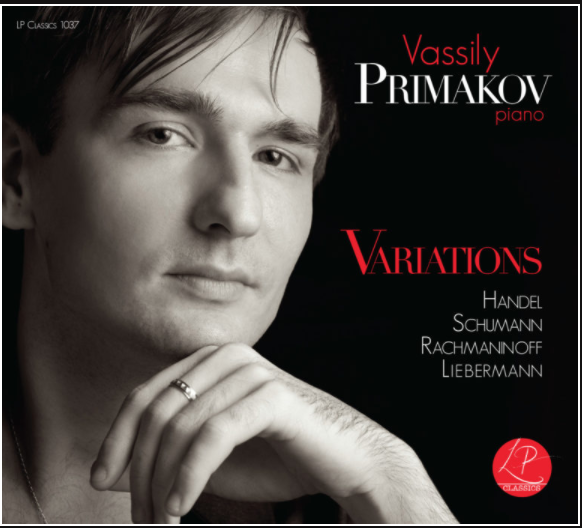 LP CLASSICS 1037
Vassily
PRIMAKOV
piano
VARIATIONS
HANDEL
SCHUMANN
RACHMANINOFF
LIEBERMANN
LP
CLASSICS